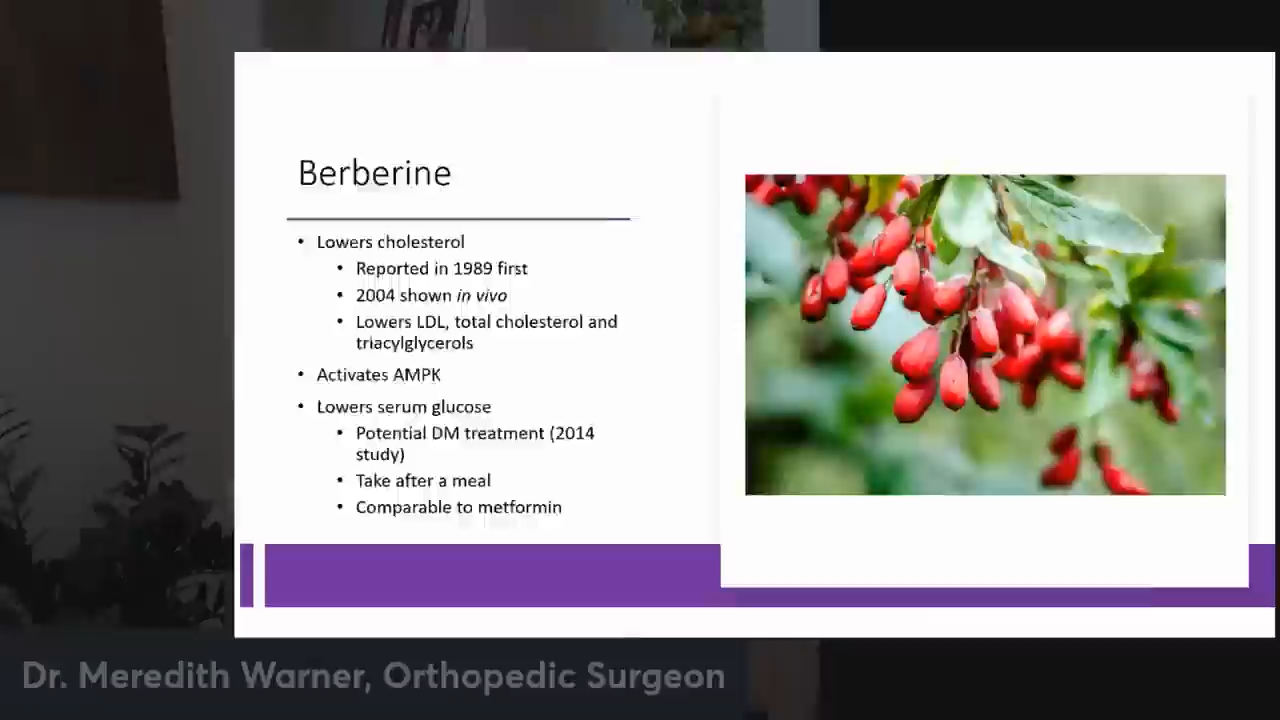 Berberine
• Lowers cholesterol
• Reported in 1989 first
• 2004 shown in vivo
• Lowers LDL, total cholesterol and
triacylglycerols
• Activates AMPK
• Lowers serum glucose
• Potential DM treatment (2014
study)
• Take after a meal
• Comparable to metformin
Dr. Meredith Warner, Orthopedic Surgeon